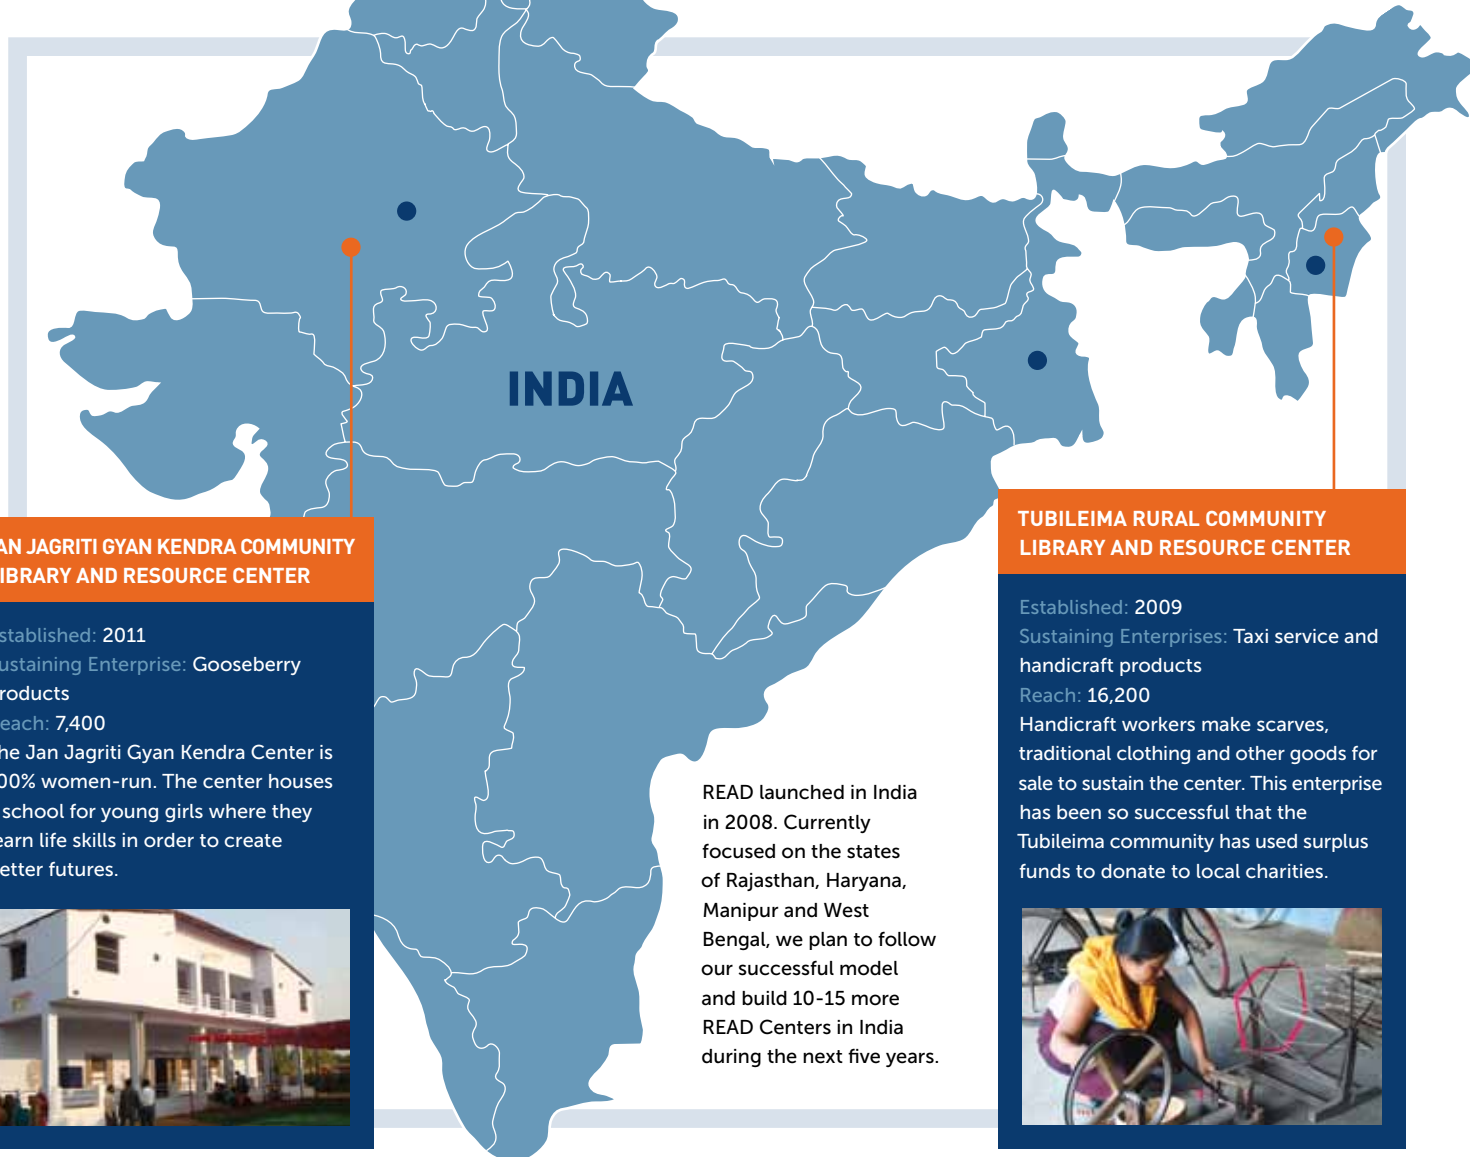 INDIA
AN JAGRITI GYAN KENDRA COMMUNITY
IBRARY AND RESOURCE CENTER
stablished: 2011
ustaining Enterprise: Gooseberry
roducts
each: 7,400
he Jan Jagriti Gyan Kendra Center is
00% women-run. The center houses
school for young girls where they
earn life skills in order to create
etter futures.
READ launched in India
in 2008. Currently
focused on the states
of Rajasthan, Haryana,
Manipur and West
Bengal, we plan to follow
our successful model
and build 10-15 more
READ Centers in India
during the next five years.
TUBILEIMA RURAL COMMUNITY
LIBRARY AND RESOURCE CENTER
Established: 2009
Sustaining Enterprises: Taxi service and
handicraft products
Reach: 16,200
Handicraft workers make scarves,
traditional clothing and other goods for
sale to sustain the center. This enterprise
has been so successful that the
Tubileima community has used surplus
funds to donate to local charities.